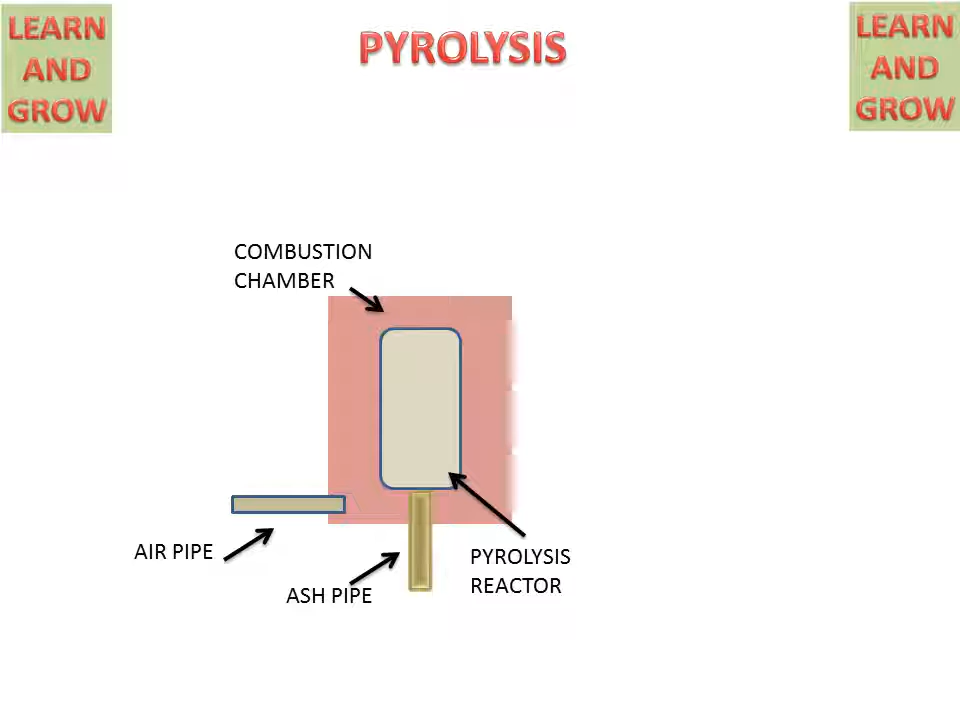 LEARN
AND
GROW
PYROLYSIS
LEARN
AND
GROW
COMBUSTION
CHAMBER
AIR PIPE
ASH PIPE
PYROLYSIS
REACTOR